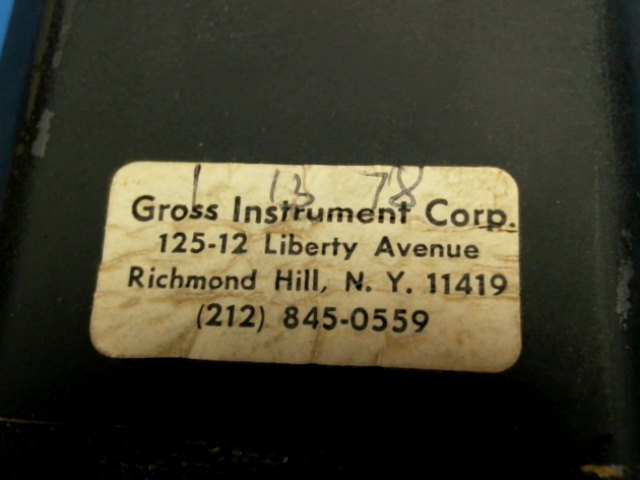 1 13 78
Gross Instrument Corp.
125-12 Liberty Avenue
Richmond Hill, N. Y. 11419
(212) 845-0559